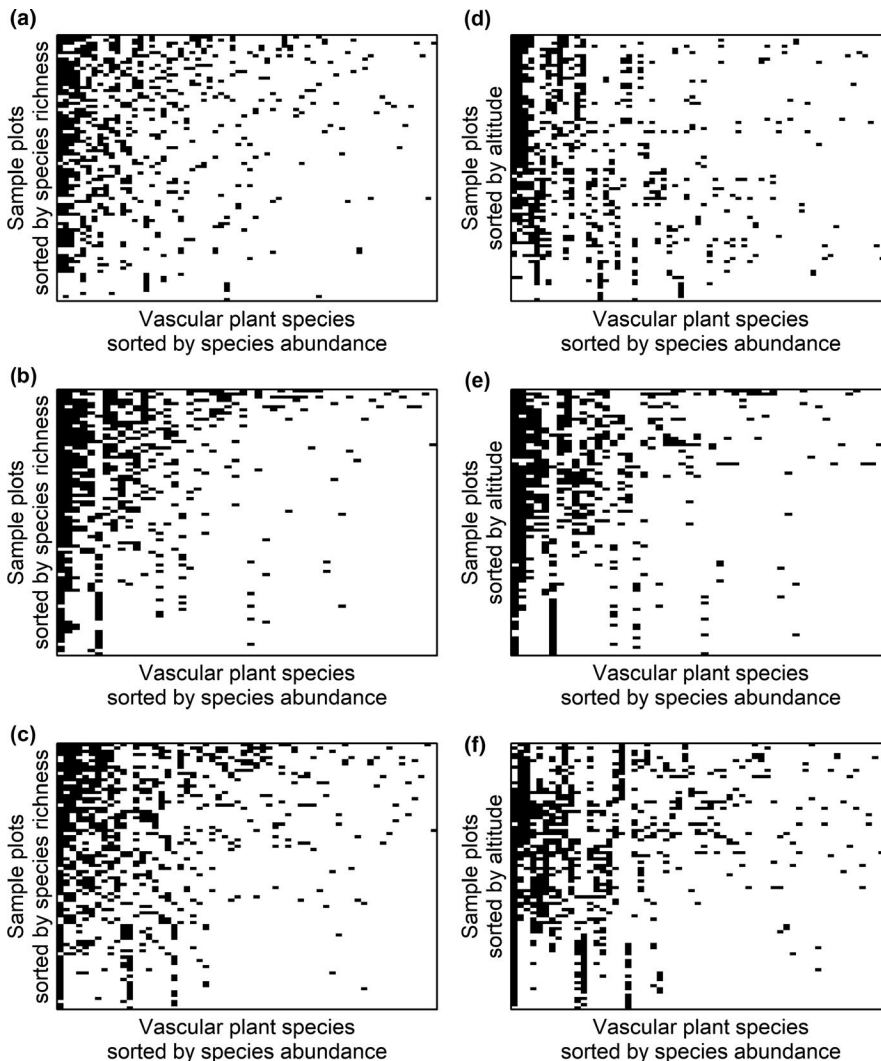 (a)
Sample plots
sorted by species richness
Vascular plant species
sorted by species abundance
(d)
Sample plots
sorted by altitude
Vascular plant species
sorted by species abundance
(b)
Sample plots
sorted by species richness
Vascular plant species
sorted by species abundance
(e)
Sample plots
sorted by altitude
Vascular plant species
sorted by species abundance
(c)
Sample plots
sorted by species richness
Vascular plant species
sorted by species abundance
(f)
Sample plots
sorted by altitude
Vascular plant species
sorted by species abundance